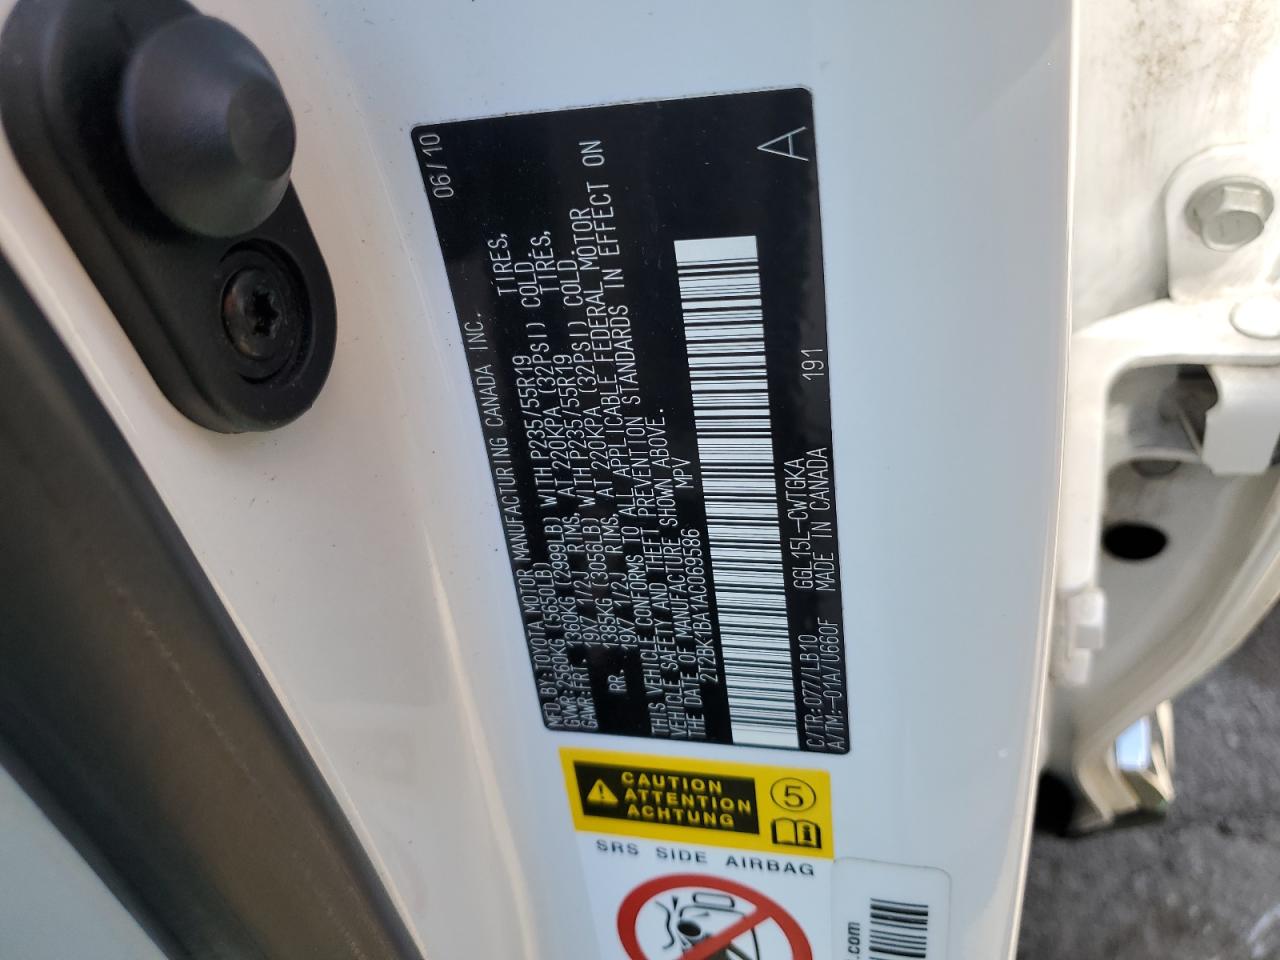 06/10
MFD. BY:TOYOTA MOTOR MANUFACTURING CANADA INC.
GVWR:2560KG (5650LB)
GAWR:FRT. 1360KG (2999LB) WITH P235/55R19 TIRES,
19X7 1/2J RIMS, AT 220KPA (32PSI) COLD.
RR. 1385KG (3056LB) WITH P235/55R19 TIRES,
19X7 1/2J RIMS, AT 220KPA (32PSI) COLD.
THIS VEHICLE CONFORMS TO ALL APPLICABLE FEDERAL MOTOR
VEHICLE SAFETY AND THEFT PREVENTION STANDARDS IN EFFECT ON
THE DATE OF MANUFACTURE SHOWN ABOVE.
2T2BK1BA1AC069586 MPV
A
C/TR:077/LB10 GGL15L-CWTGKA 191
A/TM:-01A/U660F MADE IN CANADA
CAUTION
ATTENTION
ACHTUNG
5
SRS SIDE AIRBAG
.com